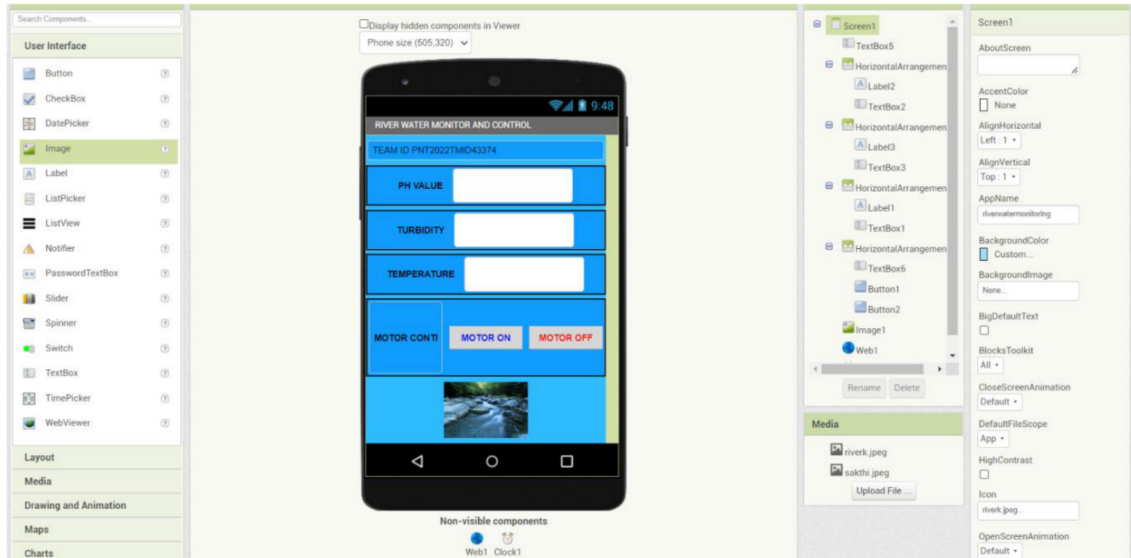 Search Components...
User Interface
Button
CheckBox
DatePicker
Image
Label
ListPicker
ListView
Notifier
PasswordTextBox
Slider
Spinner
Switch
TextBox
TimePicker
WebViewer
Layout
Media
Drawing and Animation
Maps
Charts
Display hidden components in Viewer
Phone size (505,320)
9:48
RIVER WATER MONITOR AND CONTROL
TEAM ID PNT2022TMID43374
PH VALUE
TURBIDITY
TEMPERATURE
MOTOR CONTI MOTOR ON MOTOR OFF
Non-visible components
Web1 Clock1
Screen1
TextBox5
HorizontalArrangemen
Label2
TextBox2
HorizontalArrangemen
Label3
TextBox3
HorizontalArrangemen
Label1
TextBox1
HorizontalArrangemen
TextBox6
Button1
Button2
Image1
Web1
Rename Delete
Media
riverk.jpeg
sakthi.jpeg
Upload File ...
Screen1
AboutScreen
AccentColor
None
AlignHorizontal
Left : 1
AlignVertical
Top : 1
AppName
riverwatermonitoring
BackgroundColor
Custom...
BackgroundImage
None...
BigDefaultText
BlocksToolkit
All
CloseScreenAnimation
Default
DefaultFileScope
App
HighContrast
Icon
riverk.jpeg...
OpenScreenAnimation
Default